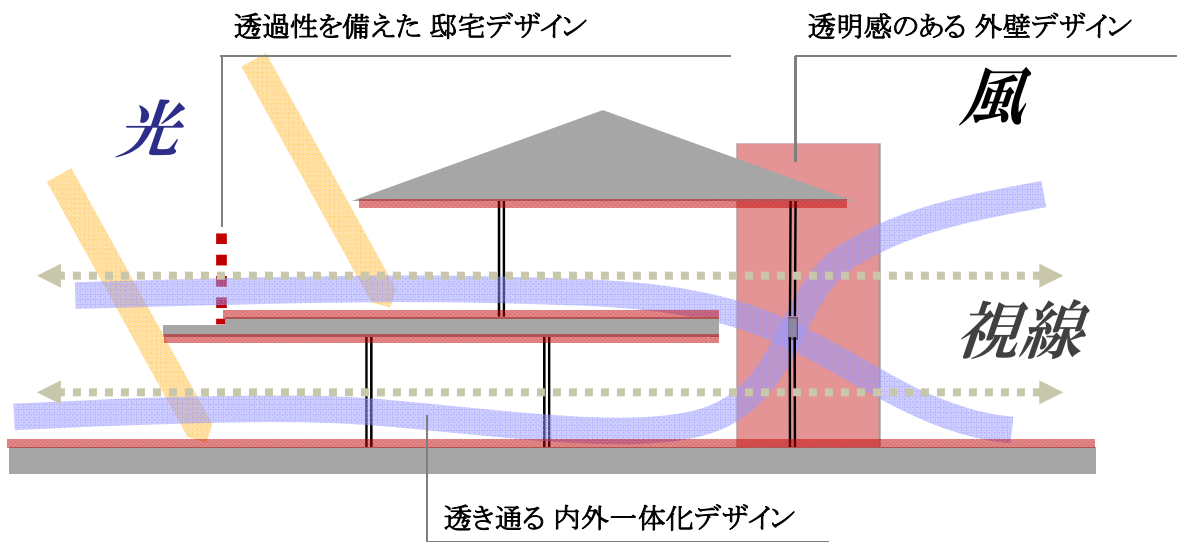 透過性を備えた 邸宅デザイン
透明感のある 外壁デザイン
光
風
視線
透き通る 内外一体化デザイン